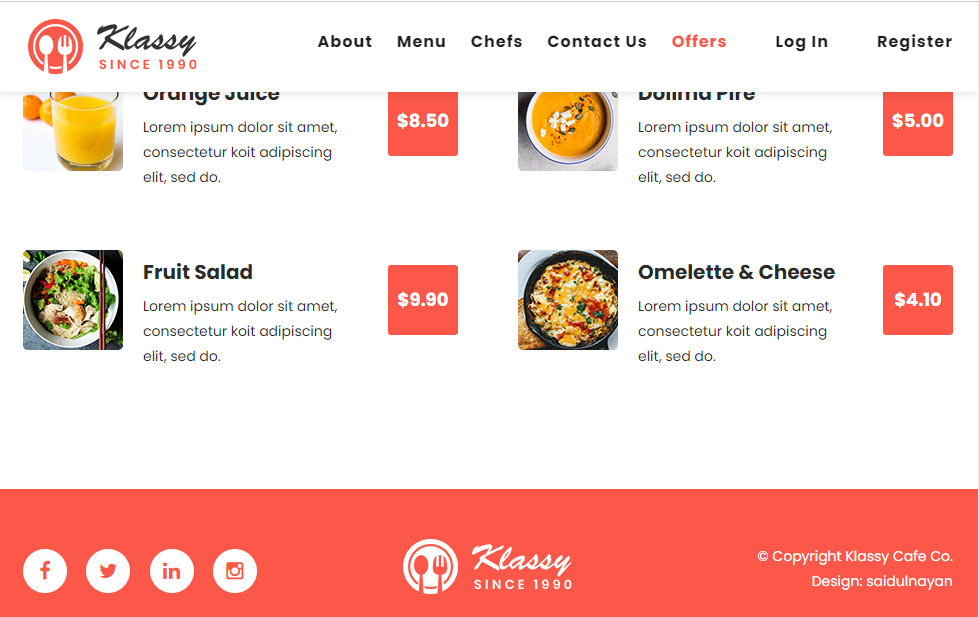 Klassy
SINCE 1990
About Menu Chefs Contact Us Offers Log In Register
Orange Juice
Lorem ipsum dolor sit amet,
consectetur koit adipiscing
elit, sed do.
$8.50
Dolima Pire
Lorem ipsum dolor sit amet,
consectetur koit adipiscing
elit, sed do.
$5.00
Fruit Salad
Lorem ipsum dolor sit amet,
consectetur koit adipiscing
elit, sed do.
$9.90
Omelette & Cheese
Lorem ipsum dolor sit amet,
consectetur koit adipiscing
elit, sed do.
$4.10
f
in
Klassy
SINCE 1990
© Copyright Klassy Cafe Co.
Design: saidulnayan